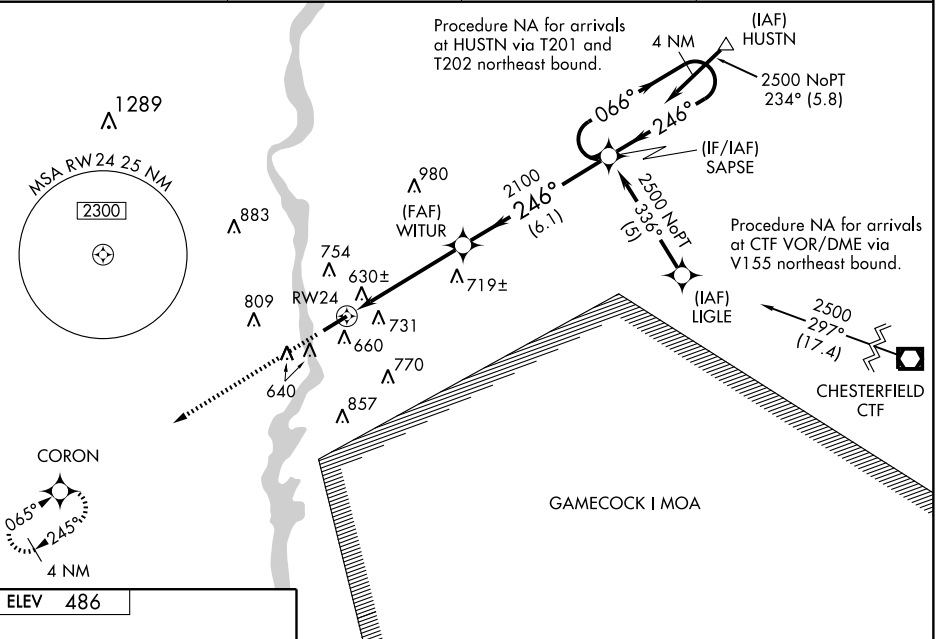 Procedure NA for arrivals
at HUSTN via T201 and
T202 northeast bound.
(IAF)
HUSTN
4 NM
2500 NoPT
234° (5.8)
066°
246°
(IF/IAF)
SAPSE
1289
MSA RW 24 25 NM
2300
883
980
(FAF)
WITUR
2100
246°
(6.1)
2500 NoPT
336°
(5)
Procedure NA for arrivals
at CTF VOR/DME via
V155 northeast bound.
754
630±
719±
RW24
809
731
660
640
770
857
(IAF)
LIGLE
2500
297°
(17.4)
CHESTERFIELD
CTF
CORON
065°
245°
4 NM
GAMECOCK I MOA
ELEV 486